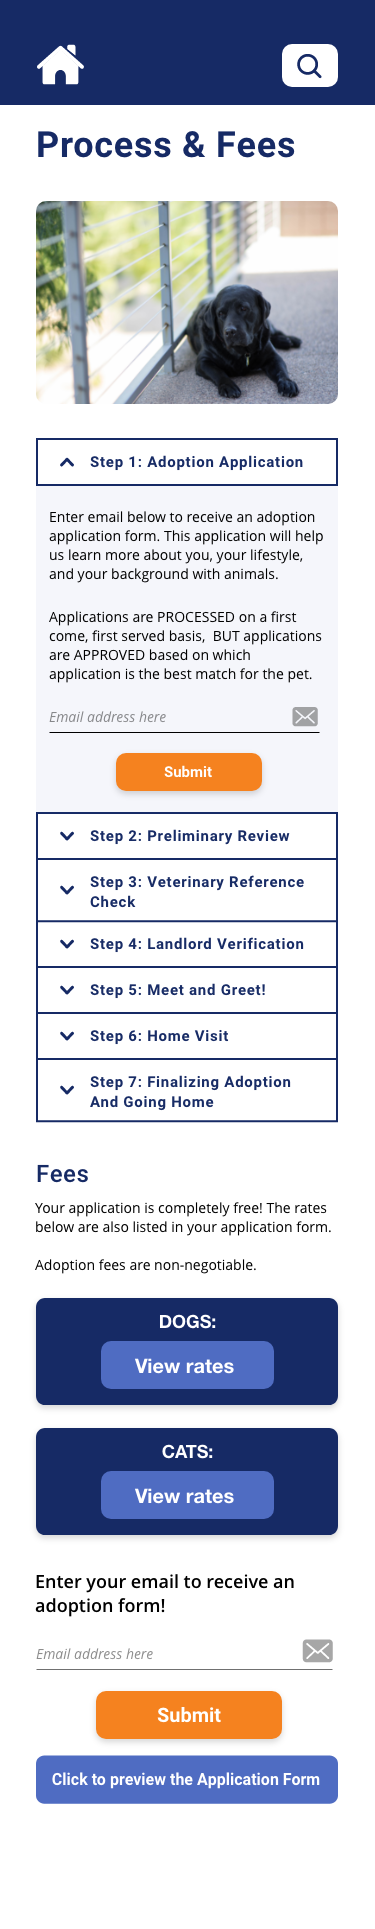 Process & Fees
Step 1: Adoption Application
Enter email below to receive an adoption
application form. This application will help
us learn more about you, your lifestyle,
and your background with animals.
Applications are PROCESSED on a first
come, first served basis,  BUT applications
are APPROVED based on which
application is the best match for the pet.
Email address here
Submit
Step 2: Preliminary Review
Step 3: Veterinary Reference
Check
Step 4: Landlord Verification
Step 5: Meet and Greet!
Step 6: Home Visit
Step 7: Finalizing Adoption
And Going Home
Fees
Your application is completely free! The rates
below are also listed in your application form.
Adoption fees are non-negotiable.
DOGS:
View rates
CATS:
View rates
Enter your email to receive an
adoption form!
Email address here
Submit
Click to preview the Application Form